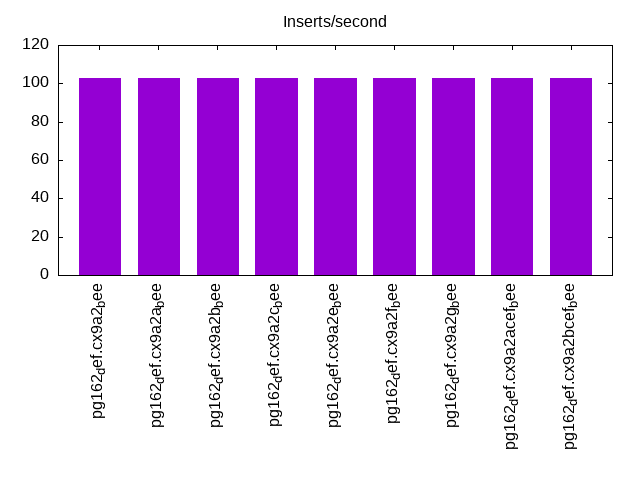 Inserts/second
120
100
80
60
40
20
0
pg162_def.cx9a2_bee
pg162_def.cx9a2a_bee
pg162_def.cx9a2b_bee
pg162_def.cx9a2c_bee
pg162_def.cx9a2e_bee
pg162_def.cx9a2f_bee
pg162_def.cx9a2g_bee
pg162_def.cx9a2acef_bee
pg162_def.cx9a2bcef_bee